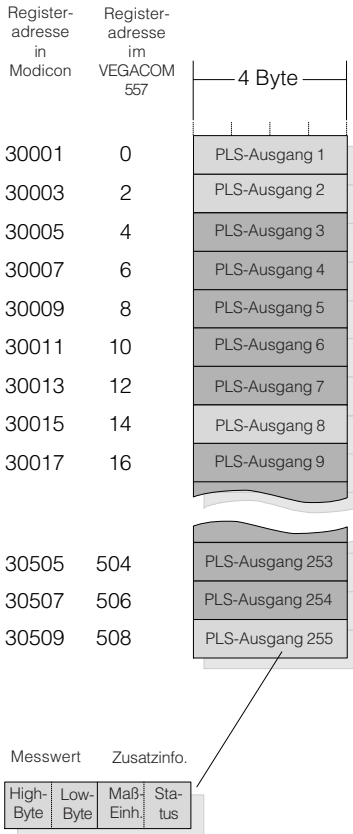 Register-
adresse
in
Modicon
Register-
adresse
im
VEGACOM
557
4 Byte
30001 0 PLS-Ausgang 1
30003 2 PLS-Ausgang 2
30005 4 PLS-Ausgang 3
30007 6 PLS-Ausgang 4
30009 8 PLS-Ausgang 5
30011 10 PLS-Ausgang 6
30013 12 PLS-Ausgang 7
30015 14 PLS-Ausgang 8
30017 16 PLS-Ausgang 9
30505 504 PLS-Ausgang 253
30507 506 PLS-Ausgang 254
30509 508 PLS-Ausgang 255
Messwert Zusatzinfo.
High- Low- Maß- Sta-
Byte Byte Einh. tus